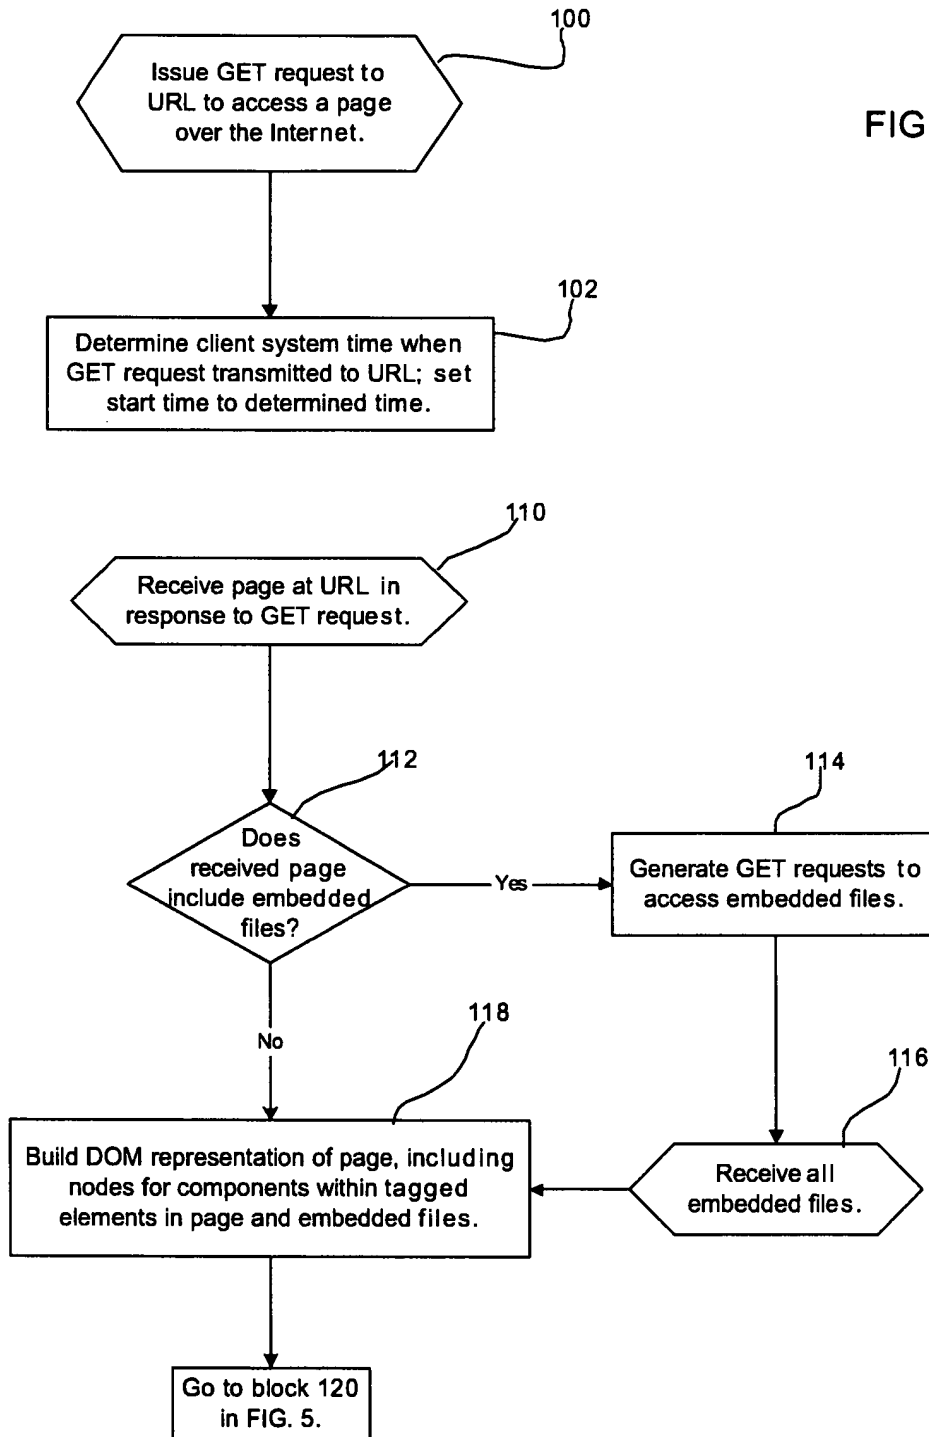 100
Issue GET request to
URL to access a page
over the Internet.
FIG
102
Determine client system time when
GET request transmitted to URL; set
start time to determined time.
110
Receive page at URL in
response to GET request.
112
Does
received page
include embedded
files?
Yes
114
Generate GET requests to
access embedded files.
No
118
116
Build DOM representation of page, including
nodes for components within tagged
elements in page and embedded files.
Receive all
embedded files.
Go to block 120
in FIG. 5.